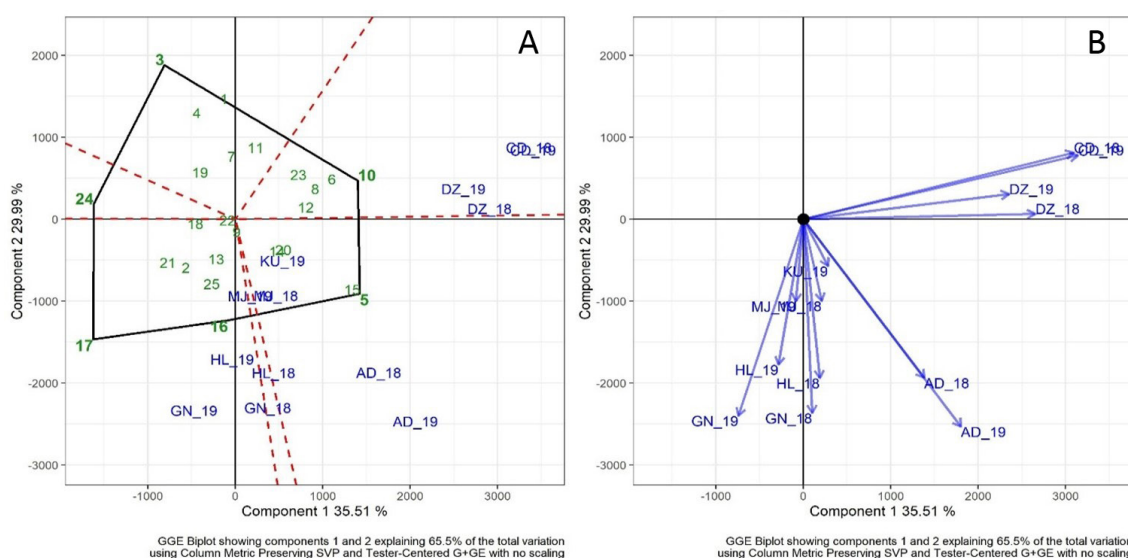 A
3
2000
1
4
1000
11
7
CD_18
CD_19
19
23
6
10
24
8
DZ_19
12
DZ_18
22
0
18
9
14
20
21
2
13
KU_19
25
15
5
-1000
16
17
HL_19
HL_18
AD_18
-2000
GN_19
GN_18
AD_19
-3000
-1000 0 1000 2000 3000
Component 1 35.51 %
Component 2 29.99 %
GGE Biplot showing components 1 and 2 explaining 65.5% of the total variation
using Column Metric Preserving SVP and Tester-Centered G+GE with no scaling
B
2000
1000
CD_18
CD_19
DZ_19
DZ_18
0
KU_19
-1000
HL_19
HL_18
AD_18
-2000
GN_19
GN_18
AD_19
-3000
-1000 0 1000 2000 3000
Component 1 35.51 %
Component 2 29.99 %
GGE Biplot showing components 1 and 2 explaining 65.5% of the total variation
using Column Metric Preserving SVP and Tester-Centered G+GE with no scaling